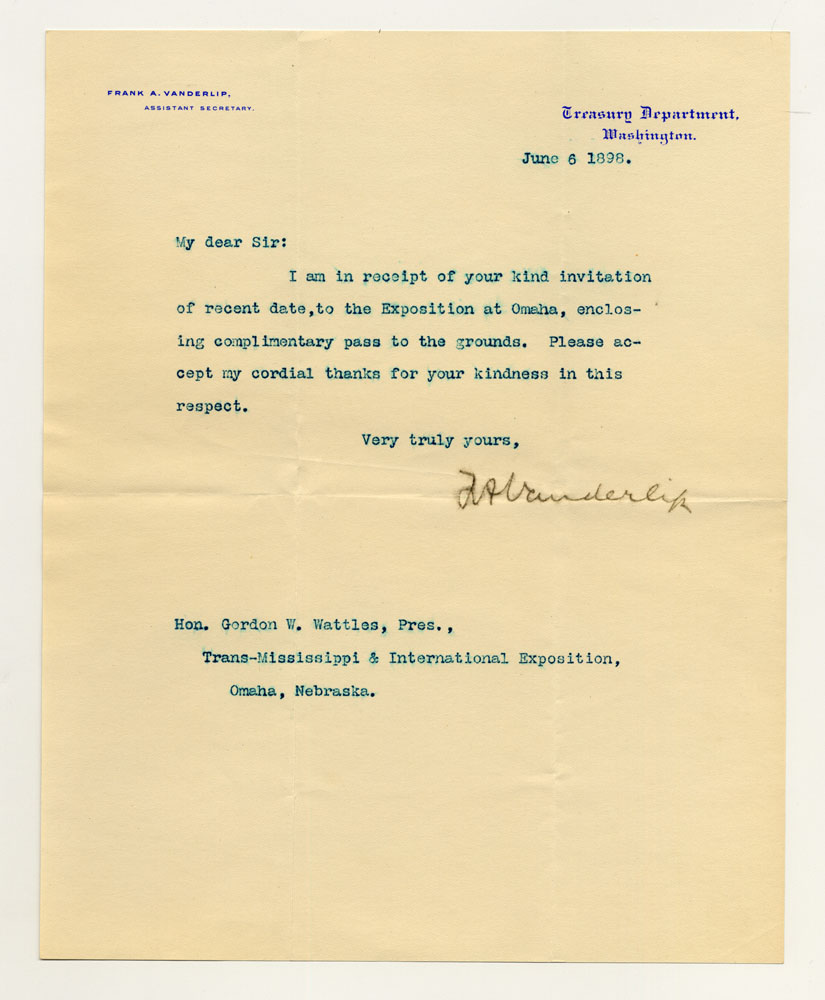 FRANK A. VANDERLIP,
ASSISTANT SECRETARY.
Treasury Department,
Washington.
June 6 1898.
My dear Sir:
I am in receipt of your kind invitation
of recent date,to the Exposition at Omaha, enclos-
ing complimentary pass to the grounds. Please ac-
cept my cordial thanks for your kindness in this
respect.
Very truly yours,
FAVanderlip
Hon. Gordon W. Wattles, Pres.,
Trans-Mississippi & International Exposition,
Omaha, Nebraska.